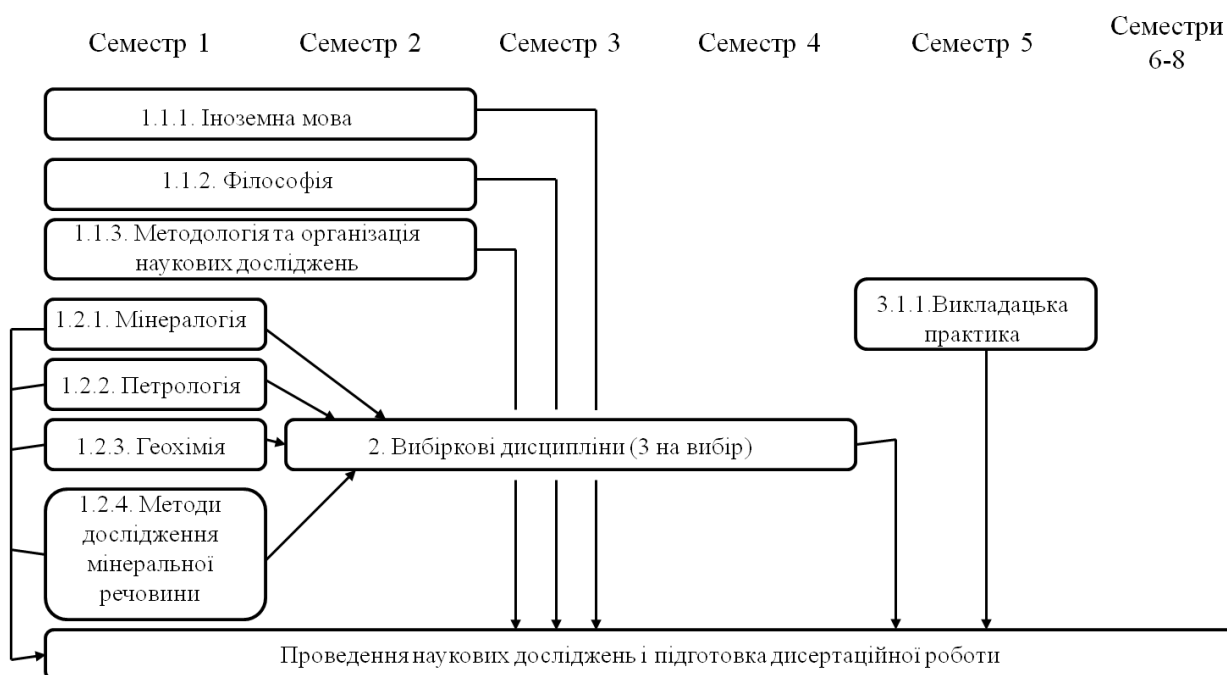 Семестр 1
Семестр 2
Семестр 3
Семестр 4
Семестр 5
Семестри
6-8
1.1.1. Іноземна мова
1.1.2. Філософія
1.1.3. Методологія та організація
наукових досліджень
1.2.1. Мінералогія
3.1.1.Викладацька
практика
1.2.2. Петрологія
1.2.3. Геохімія
2. Вибіркові дисципліни (3 на вибір)
1.2.4. Методи
дослідження
мінеральної
речовини
Проведення наукових досліджень і підготовка дисертаційної роботи